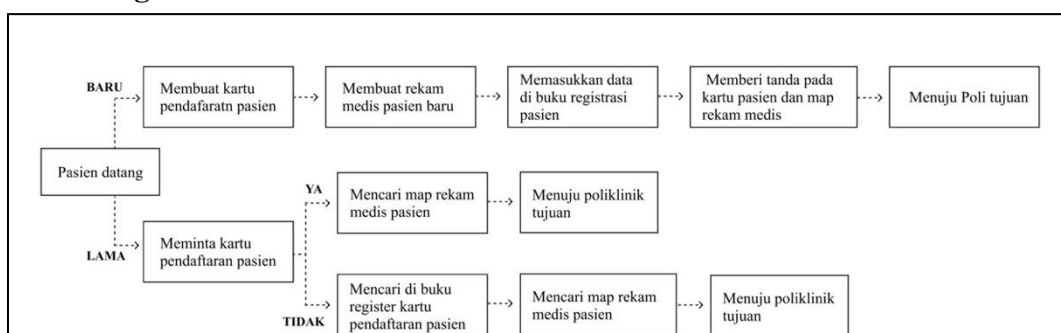 BARU
Membuat kartu
pendafaratn pasien
Membuat rekam
medis pasien baru
Memasukkan data
di buku registrasi
pasien
Memberi tanda pada
kartu pasien dan map
rekam medis
Menuju Poli tujuan
Pasien datang
LAMA
Meminta kartu
pendaftaran pasien
YA
Mencari map rekam
medis pasien
Menuju poliklinik
tujuan
TIDAK
Mencari di buku
register kartu
pendaftaran pasien
Mencari map rekam
medis pasien
Menuju poliklinik
tujuan